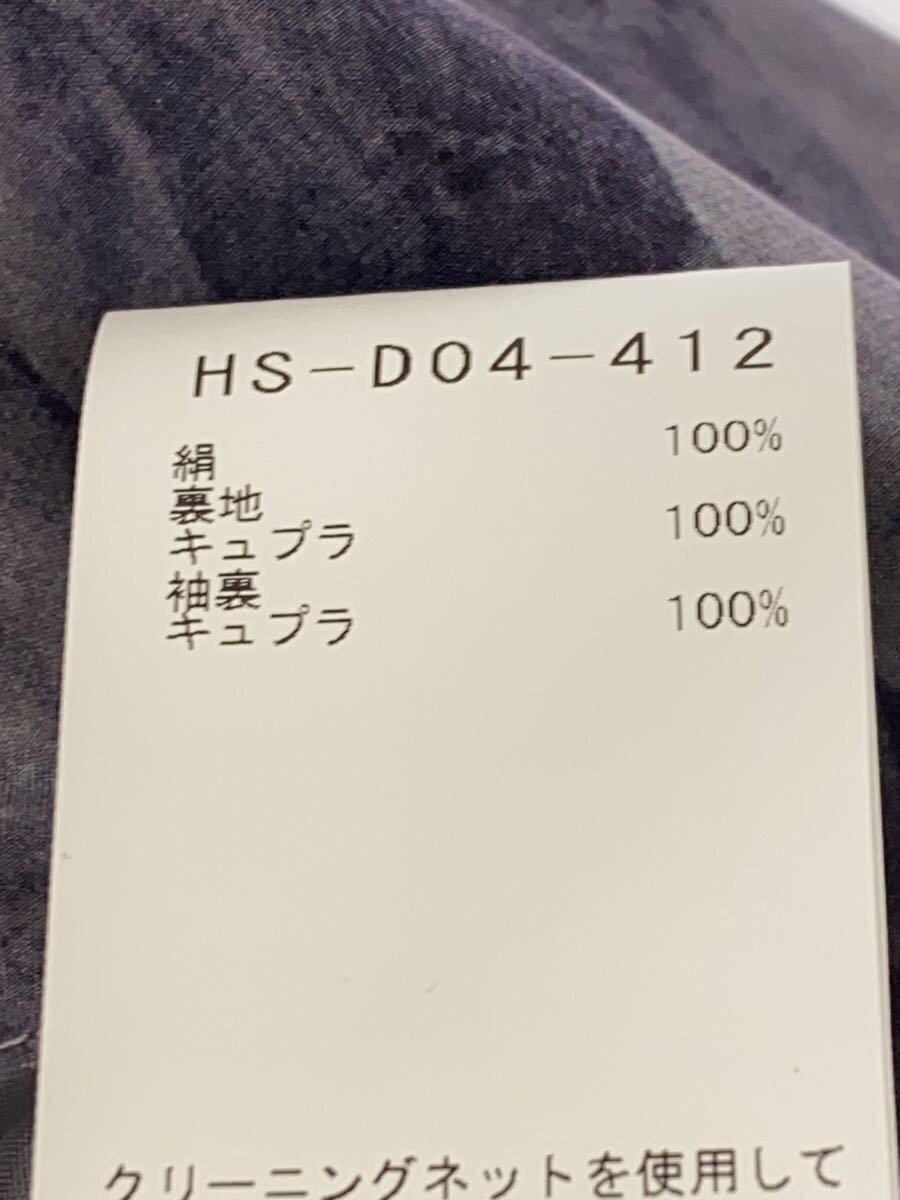 HS-D04-412
絹 100%
裏地
キュプラ 100%
袖裏
キュプラ 100%
クリーニングネットを使用して